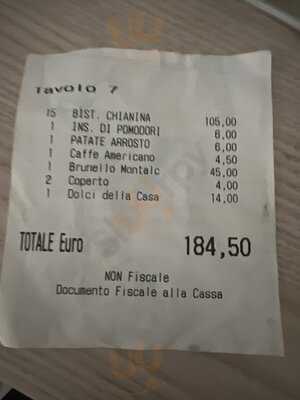 Tavolo 7
15 BIST. CHIANINA 105,00
1 INS. DI POMODORI 6,00
1 PATATE ARROSTO 6,00
1 Caffe Americano 4,50
1 Brunello Montalc 45,00
2 Coperto 4,00
1 Dolci della Casa 14,00
TOTALE Euro 184,50
NON Fiscale
Documento Fiscale alla Cassa